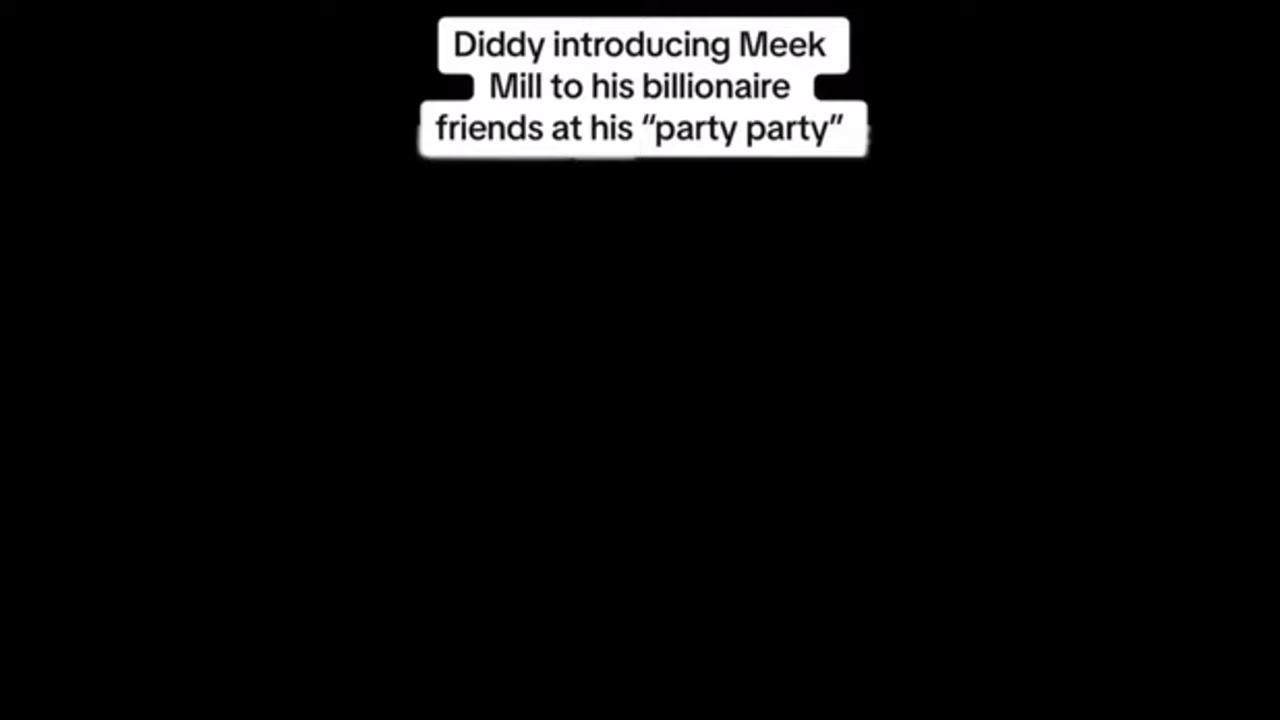 Diddy introducing Meek
Mill to his billionaire
friends at his “party party”